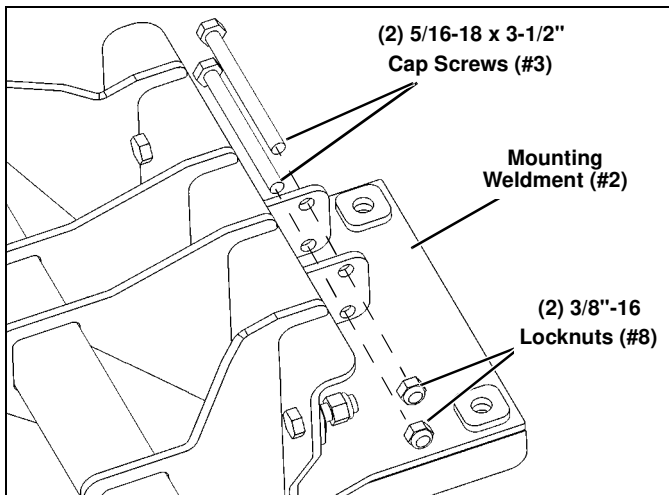 (2) 5/16-18 x 3-1/2"
Cap Screws (#3)
Mounting
Weldment (#2)
(2) 3/8"-16
Locknuts (#8)